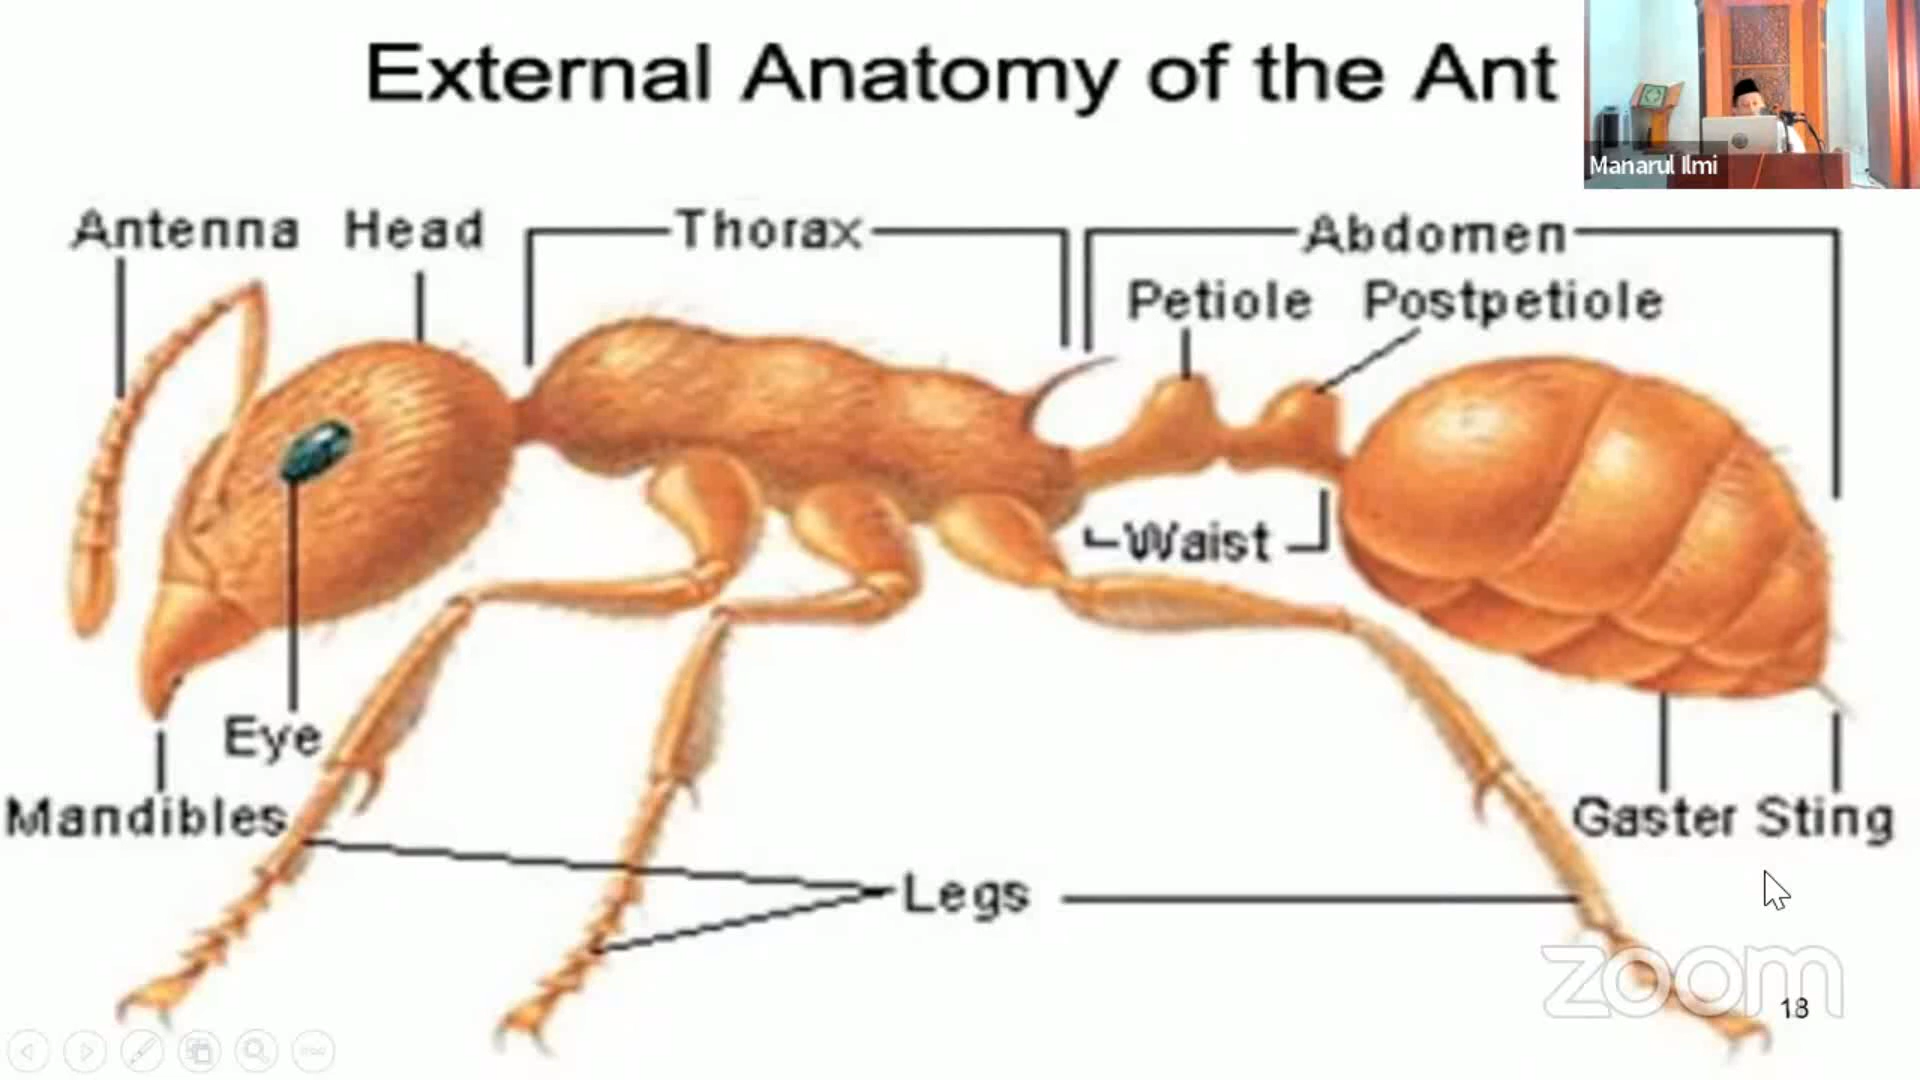 External Anatomy of the Ant
Manarul Ilmi
Antenna Head Thorax Abdomen
Petiole Postpetiole
Waist
Eye
Mandibles
Gaster Sting
Legs
zoom
18